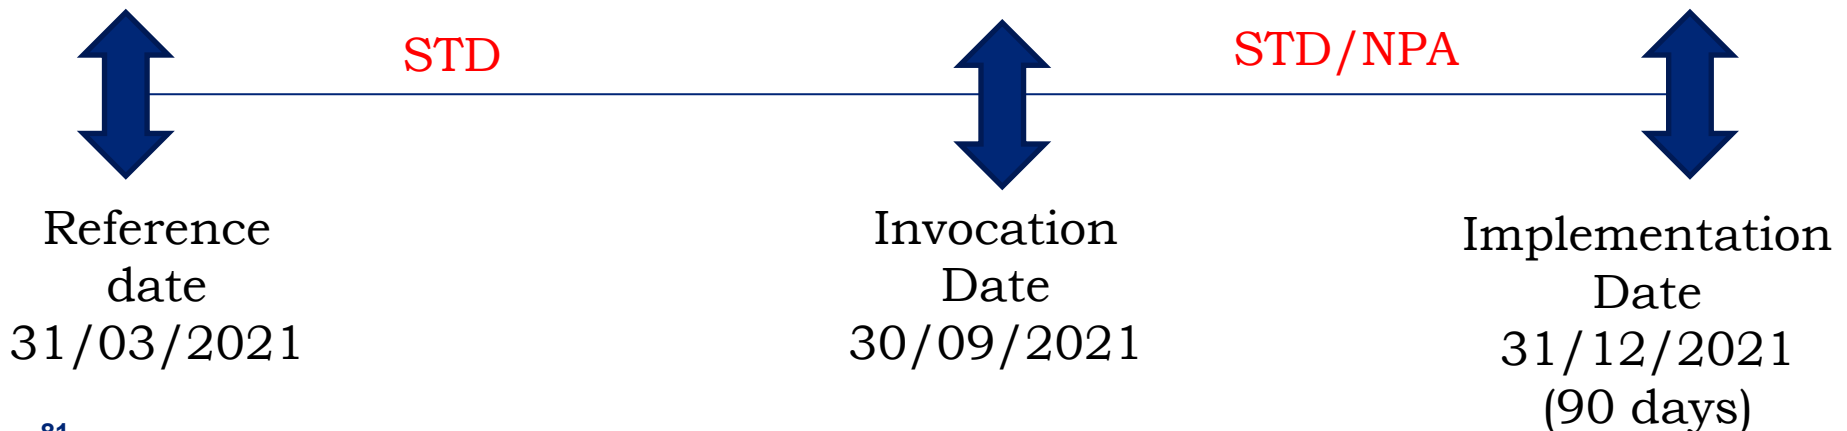 STD
STD/NPA
Reference
date
31/03/2021
Invocation
Date
30/09/2021
Implementation
Date
31/12/2021
(90 days)
81